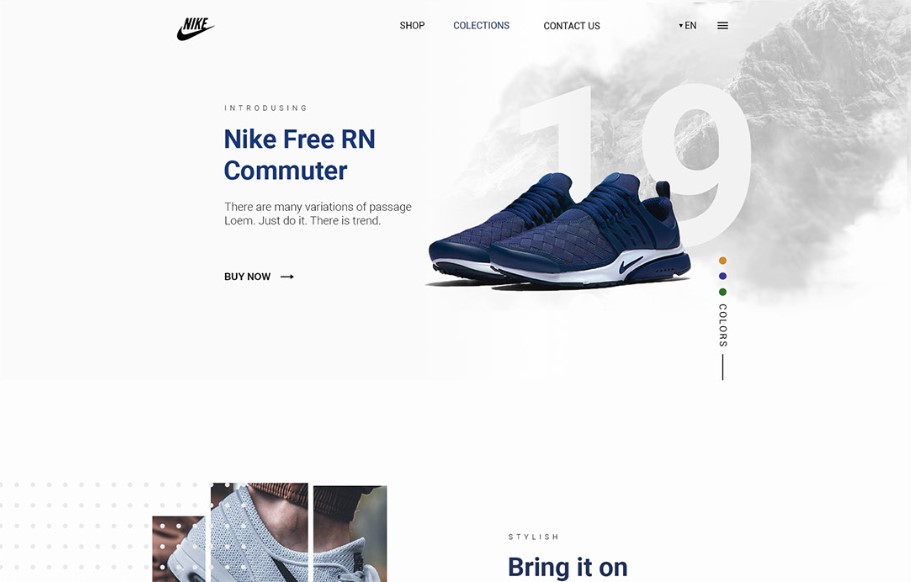 NIKE
SHOP COLECTIONS CONTACT US EN
INTRODUSING
Nike Free RN
Commuter
There are many variations of passage
Loem. Just do it. There is trend.
BUY NOW
19
COLORS
STYLISH
Bring it on